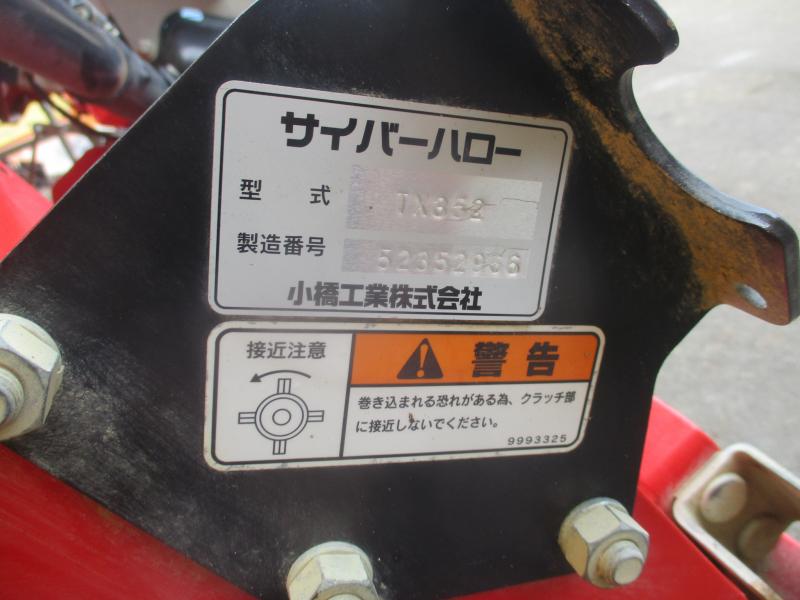 サイバーハロー
型 式 TX352
製造番号 52352936
小橋工業株式会社
接近注意
警告
巻き込まれる恐れがある為、クラッチ部
に接近しないでください。
9993325